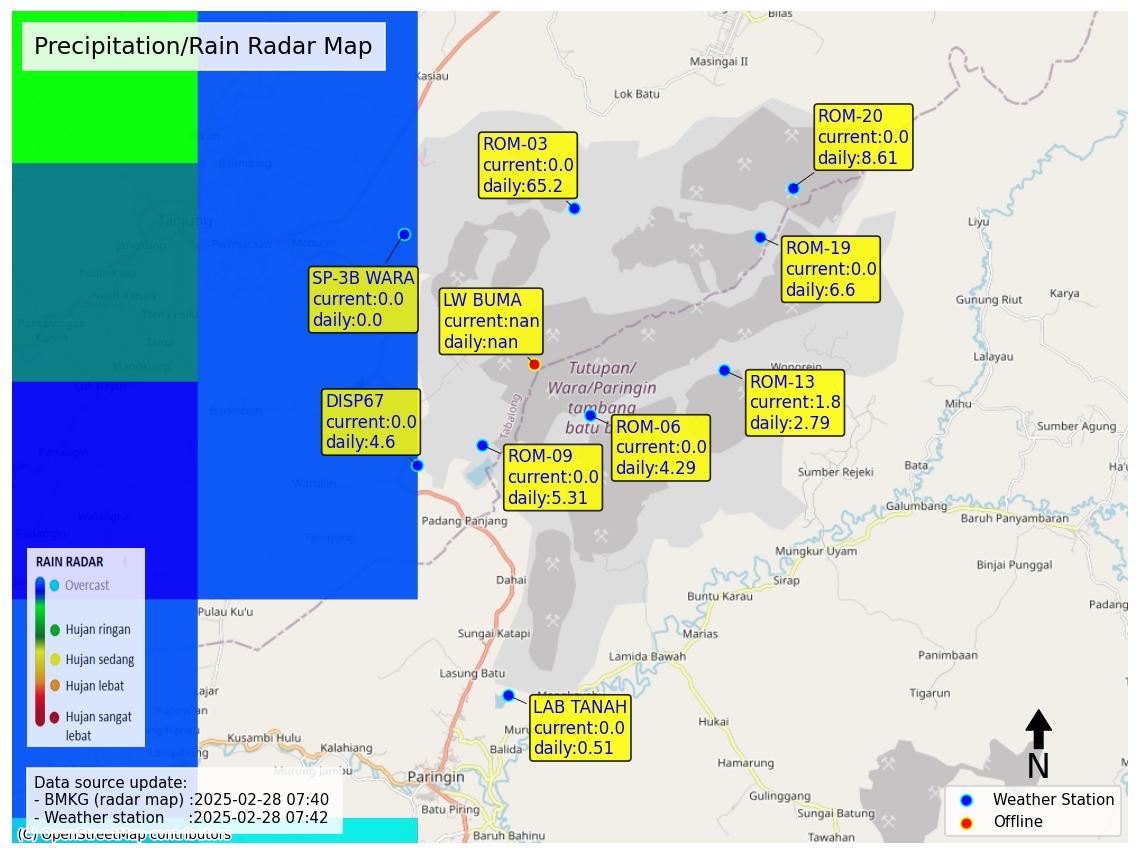 Precipitation/Rain Radar Map
Bilas
Masingai II
Kasiau
Lok Batu
ROM-20
current:0.0
daily:8.61
ROM-03
current:0.0
daily:65.2
Tanjung
Liyu
ROM-19
current:0.0
daily:6.6
SP-3B WARA
current:0.0
daily:0.0
LW BUMA
current:nan
daily:nan
Gunung Riut
Karya
Lalayau
Tutupan/
Wara/Paringin
tambang
batu b
Wonorejo
ROM-13
current:1.8
daily:2.79
Tabalong
Mihu
DISP67
current:0.0
daily:4.6
ROM-06
current:0.0
daily:4.29
Sumber Agung
ROM-09
current:0.0
daily:5.31
Sumber Rejeki
Bata
Ha'u
Galumbang
Baruh Panyambaran
Padang Panjang
Mungkur Uyam
Binjai Punggal
RAIN RADAR
Overcast
Hujan ringan
Hujan sedang
Hujan lebat
Hujan sangat
lebat
Dahai
Sirap
Buntu Karau
Padang
Pulau Ku'u
Sungai Katapi
Marias
Lamida Bawah
Panimbaan
Lasung Batu
Tigarun
LAB TANAH
current:0.0
daily:0.51
Hukai
Kusambi Hulu
Kalahiang
Balida
Murung Jambu
Hamarung
N
Paringin
Data source update:
- BMKG (radar map) :2025-02-28 07:40
- Weather station :2025-02-28 07:42
Gulinggang
Batu Piring
Sungai Batung
Baruh Bahinu
Tawahan
Weather Station
Offline
(C) OpenStreetMap contributors